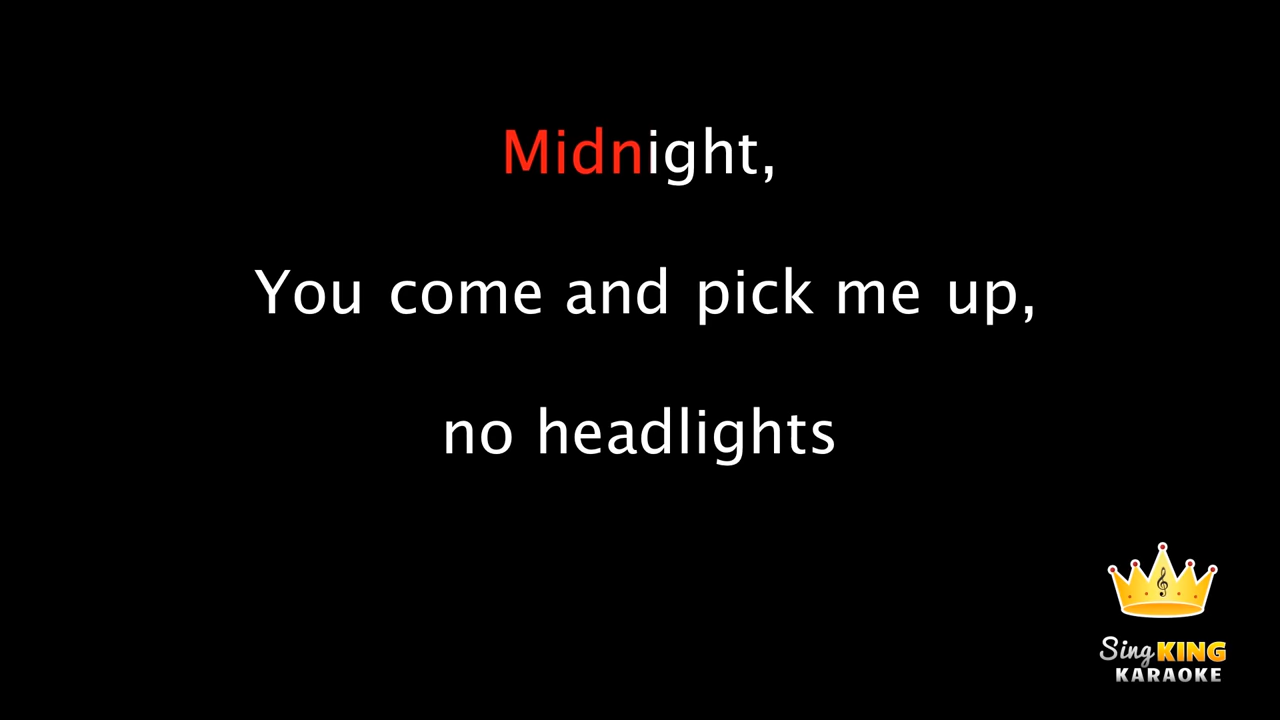 Midnight,
You come and pick me up,
no headlights
Sing KING
KARAOKE